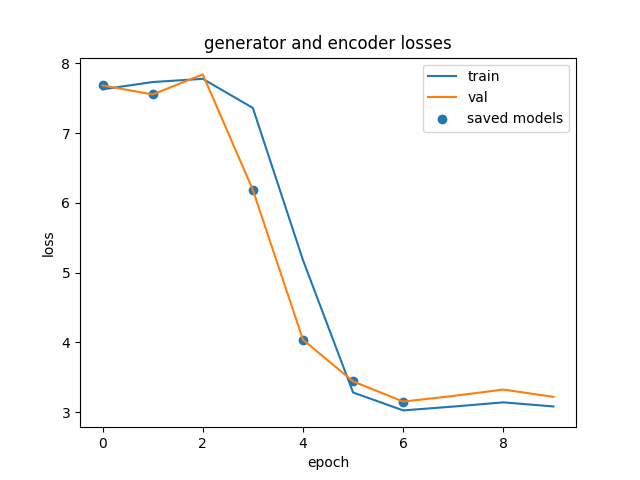 generator and encoder losses
8
7
6
5
4
3
loss
0
2
4
6
8
epoch
train
val
saved models